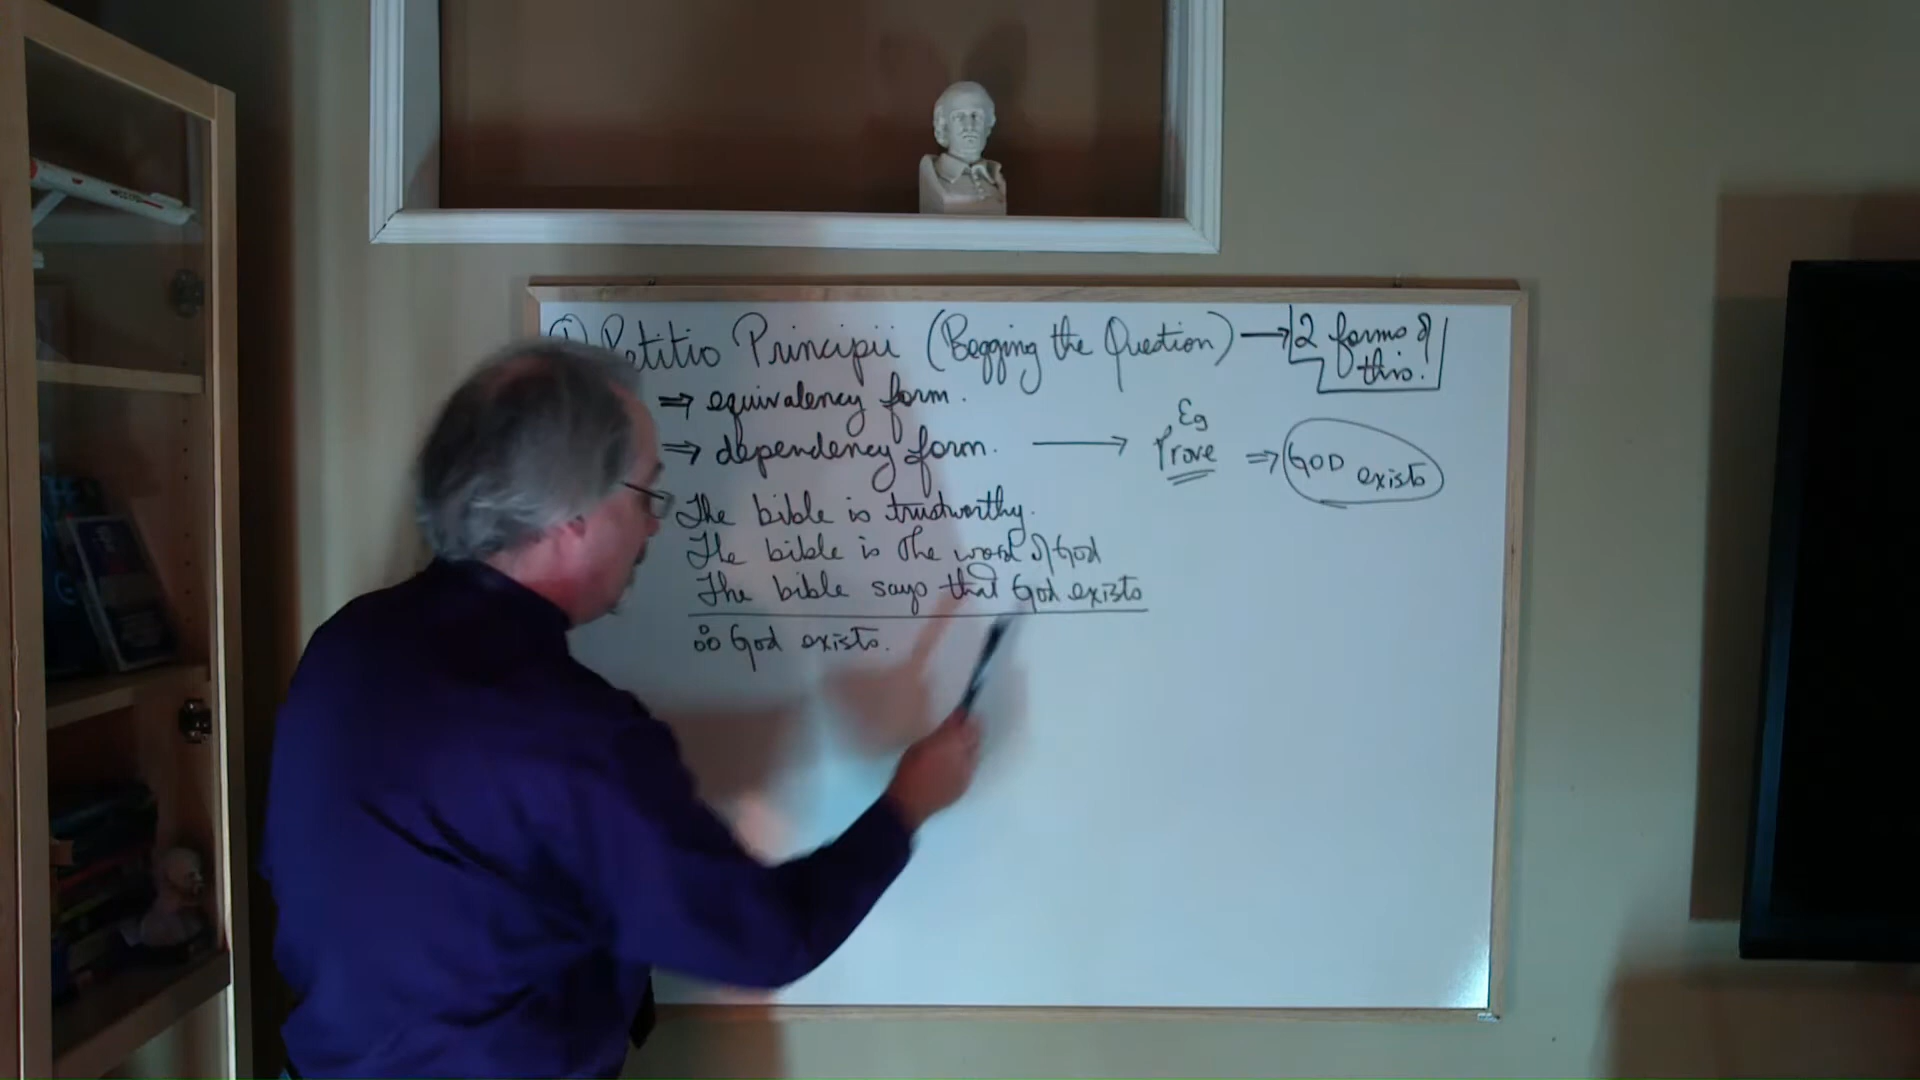 ① Petitio Principii (Begging the Question) → 2 forms of
this.
⇒ equivalency form.
⇒ dependency form. → Eg
Prove ⇒ GOD exists
The bible is trustworthy.
The bible is the word of God
The bible says that God exists
∴ God exists.